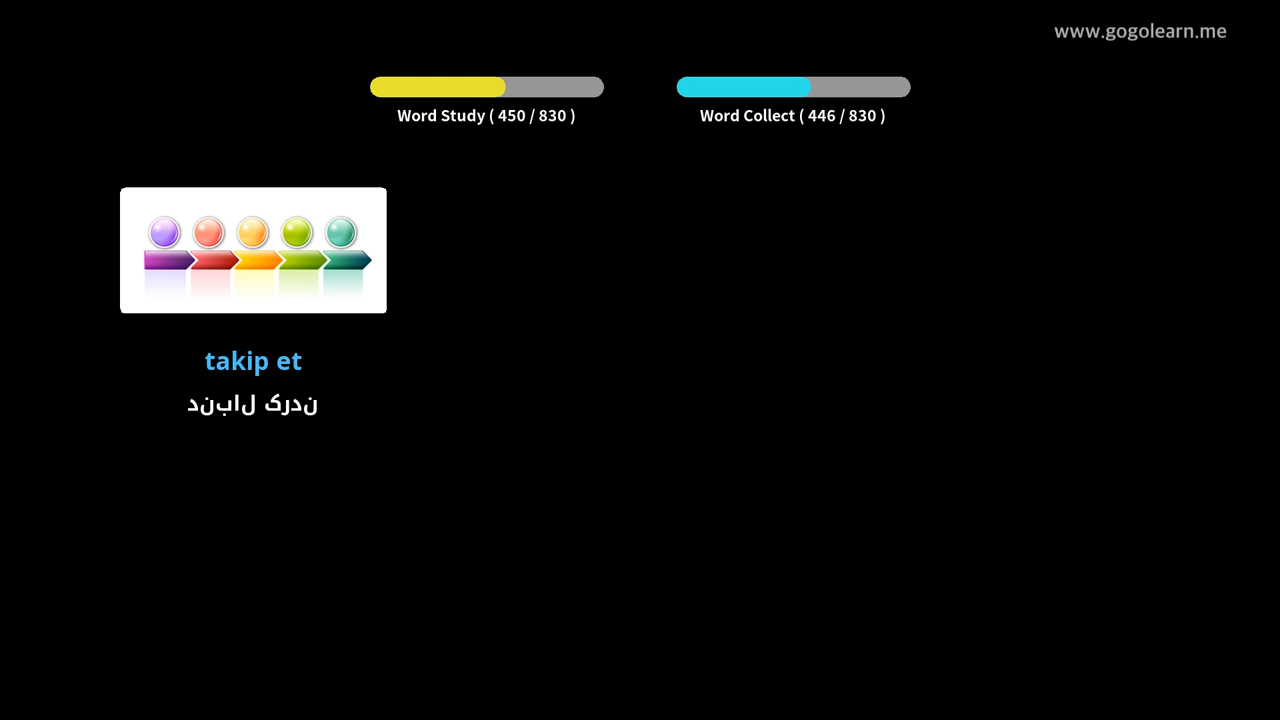 www.gogolearn.me
Word Study ( 450 / 830 )
Word Collect ( 446 / 830 )
takip et
دنبال کردن